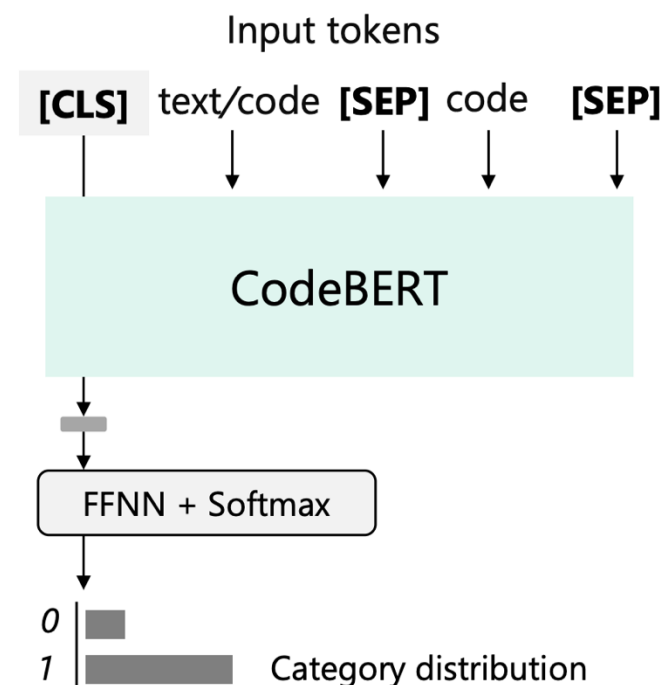 Input tokens
[CLS] text/code [SEP] code [SEP]
CodeBERT
FFNN + Softmax
0
1 Category distribution